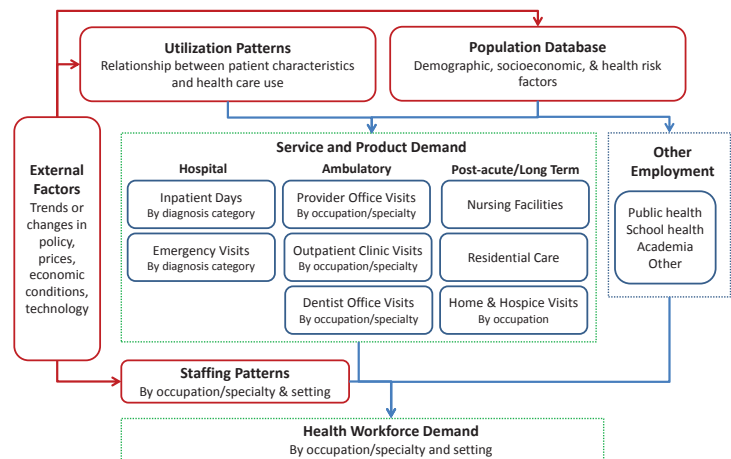 Utilization Patterns
Relationship between patient characteristics
and health care use
Population Database
Demographic, socioeconomic, & health risk
factors
External
Factors
Trends or
changes in
policy,
prices,
economic
conditions,
technology
Service and Product Demand
Hospital
Inpatient Days
By diagnosis category
Emergency Visits
By diagnosis category
Ambulatory
Provider Office Visits
By occupation/specialty
Outpatient Clinic Visits
By occupation/specialty
Dentist Office Visits
By occupation/specialty
Post-acute/Long Term
Nursing Facilities
Residential Care
Home & Hospice Visits
By occupation
Other
Employment
Public health
School health
Academia
Other
Staffing Patterns
By occupation/specialty & setting
Health Workforce Demand
By occupation/specialty and setting